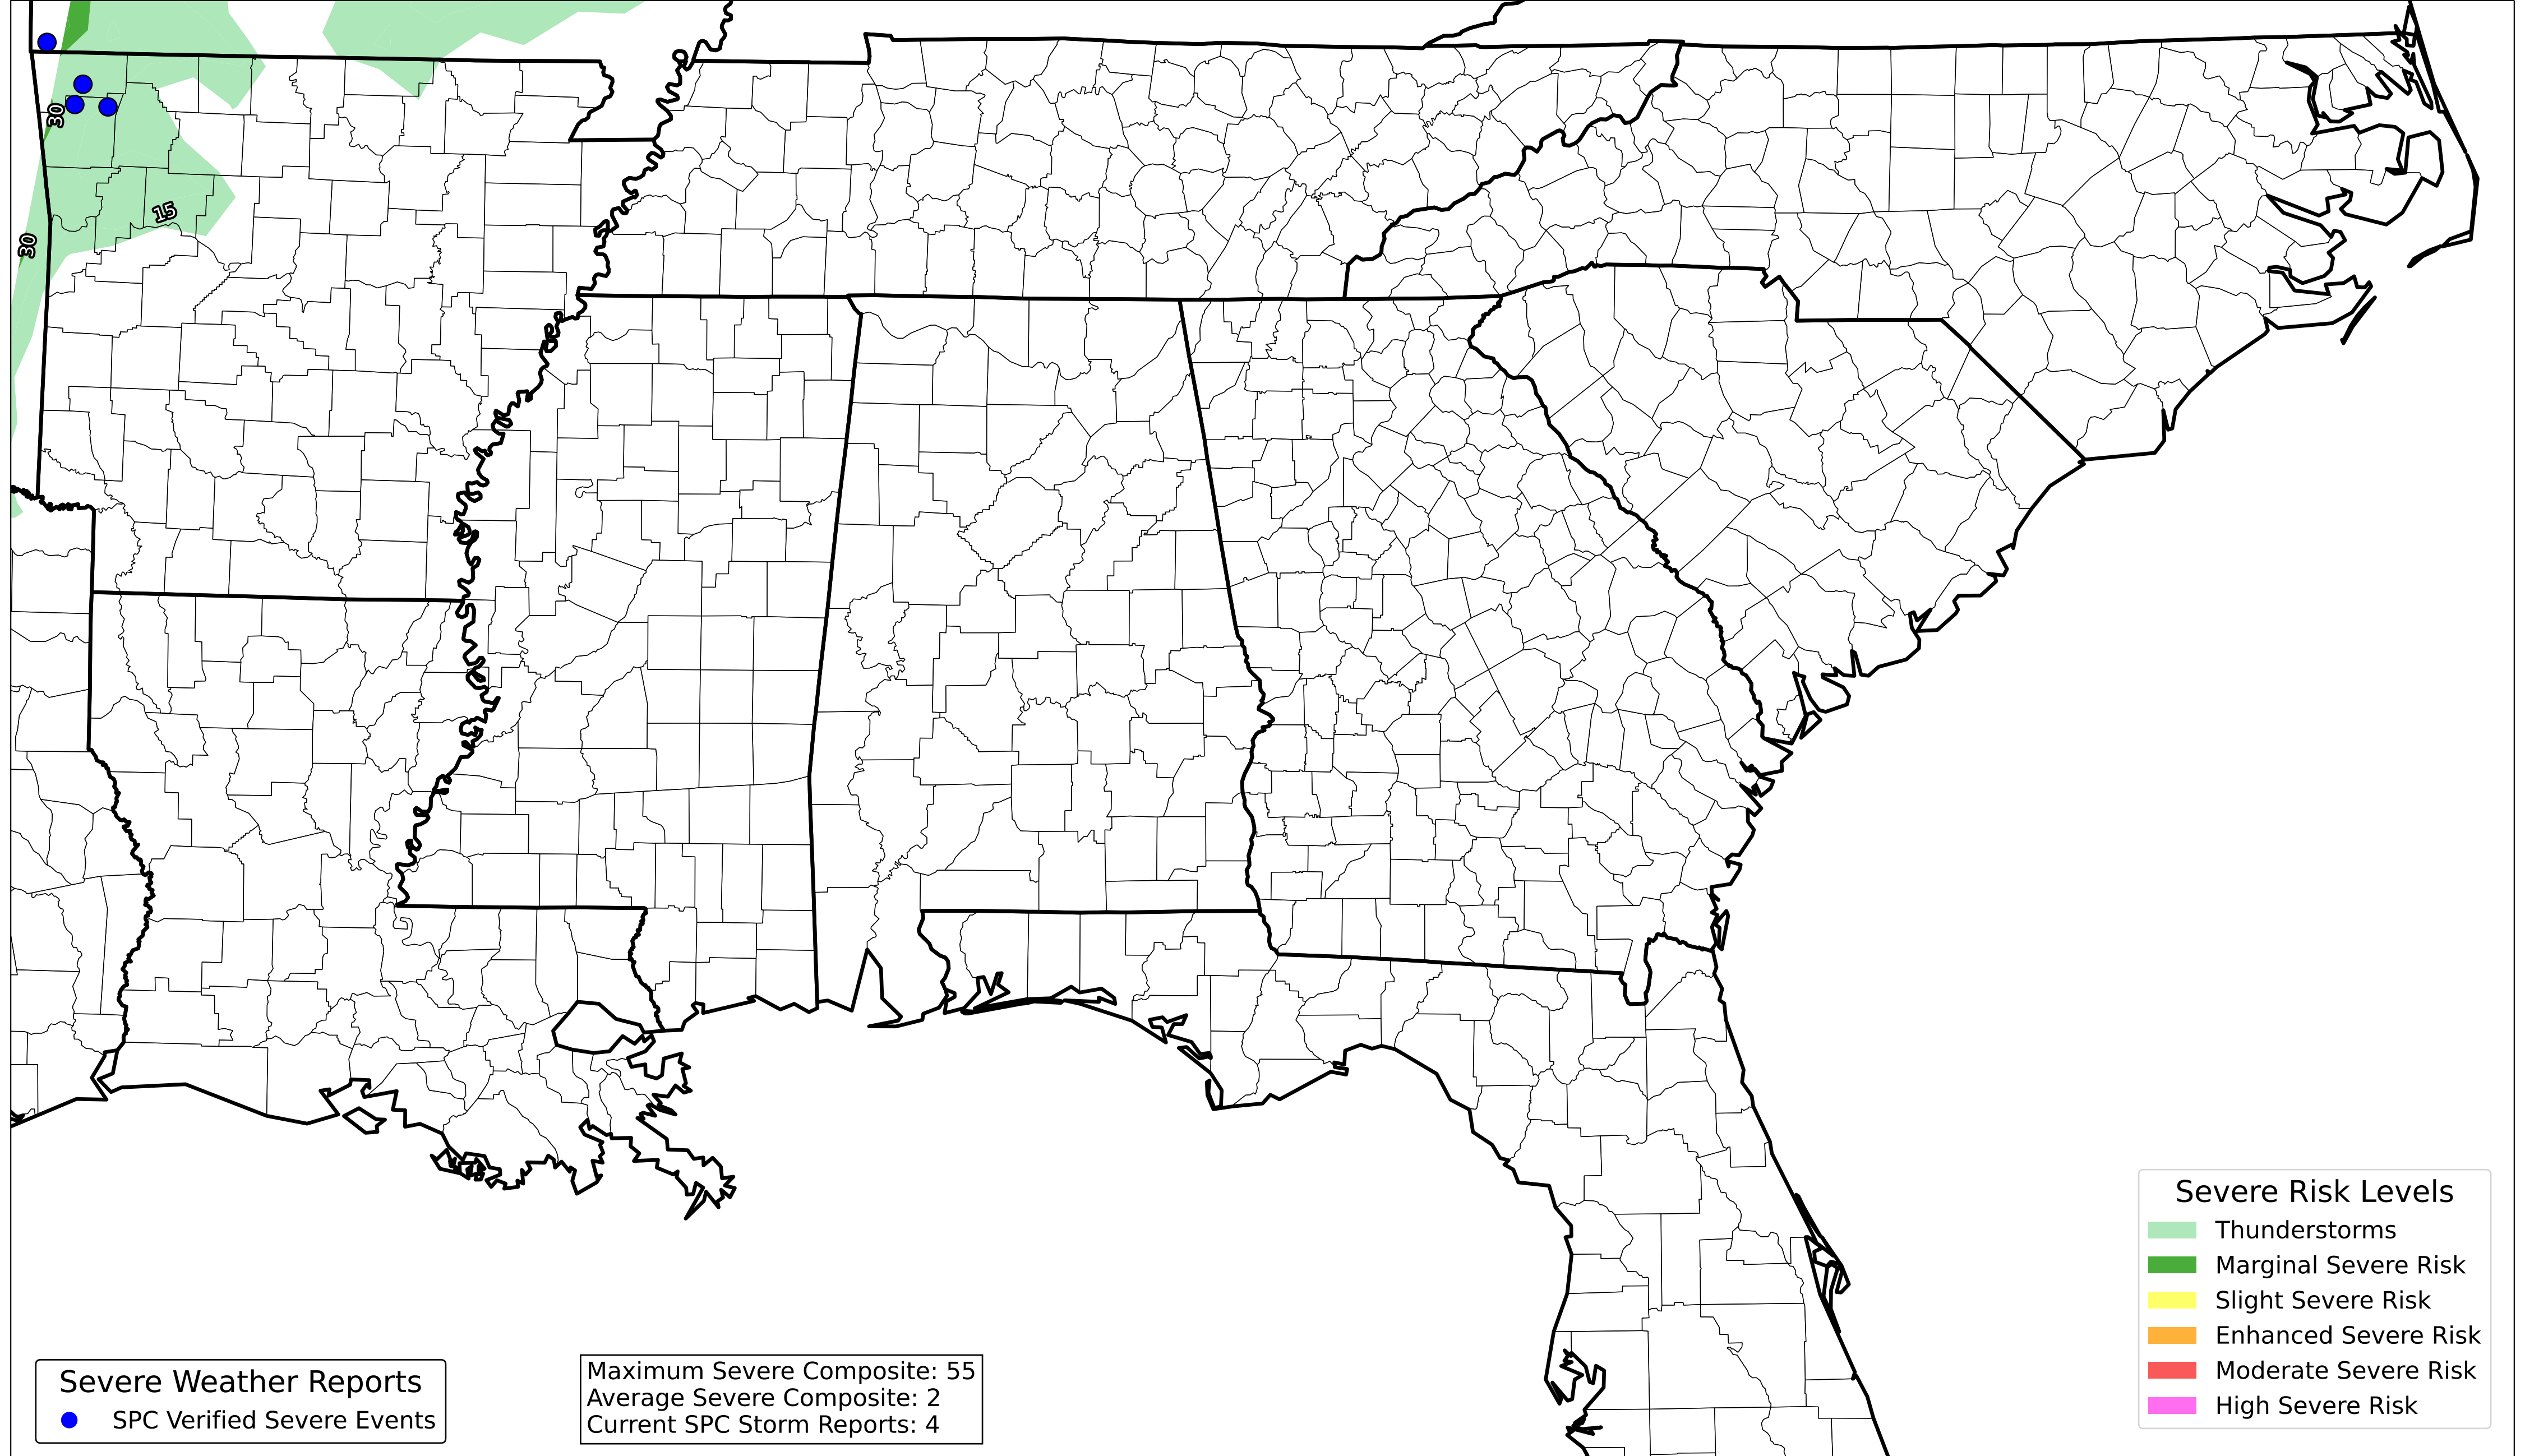 30
15
30
Severe Risk Levels
Thunderstorms
Marginal Severe Risk
Slight Severe Risk
Enhanced Severe Risk
Moderate Severe Risk
High Severe Risk
Severe Weather Reports
SPC Verified Severe Events
Maximum Severe Composite: 55
Average Severe Composite: 2
Current SPC Storm Reports: 4